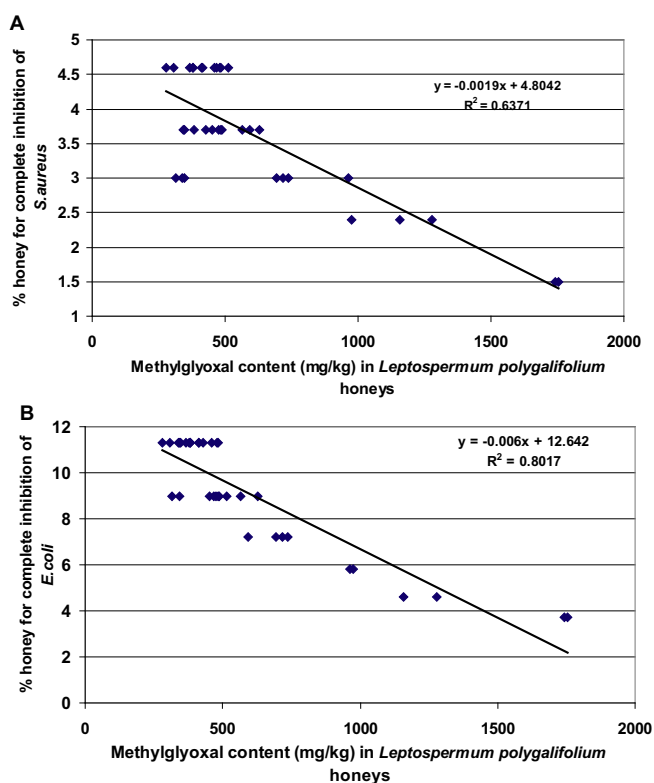 A
% honey for complete inhibition of
S.aureus
5
4.5
4
3.5
3
2.5
2
1.5
1
y = -0.0019x + 4.8042
R² = 0.6371
0 500 1000 1500 2000
Methylglyoxal content (mg/kg) in Leptospermum polygalifolium
honeys
B
% honey for complete inhibition of
E.coli
12
10
8
6
4
2
0
y = -0.006x + 12.642
R² = 0.8017
0 500 1000 1500 2000
Methylglyoxal content (mg/kg) in Leptospermum polygalifolium
honeys